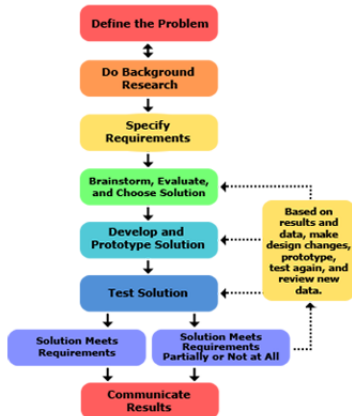 Define the Problem
Do Background
Research
Specify
Requirements
Brainstorm, Evaluate,
and Choose Solution
Develop and
Prototype Solution
Test Solution
Based on
results and
data, make
design changes,
prototype,
test again, and
review new
data.
Solution Meets
Requirements
Solution Meets
Requirements
Partially or Not at All
Communicate
Results